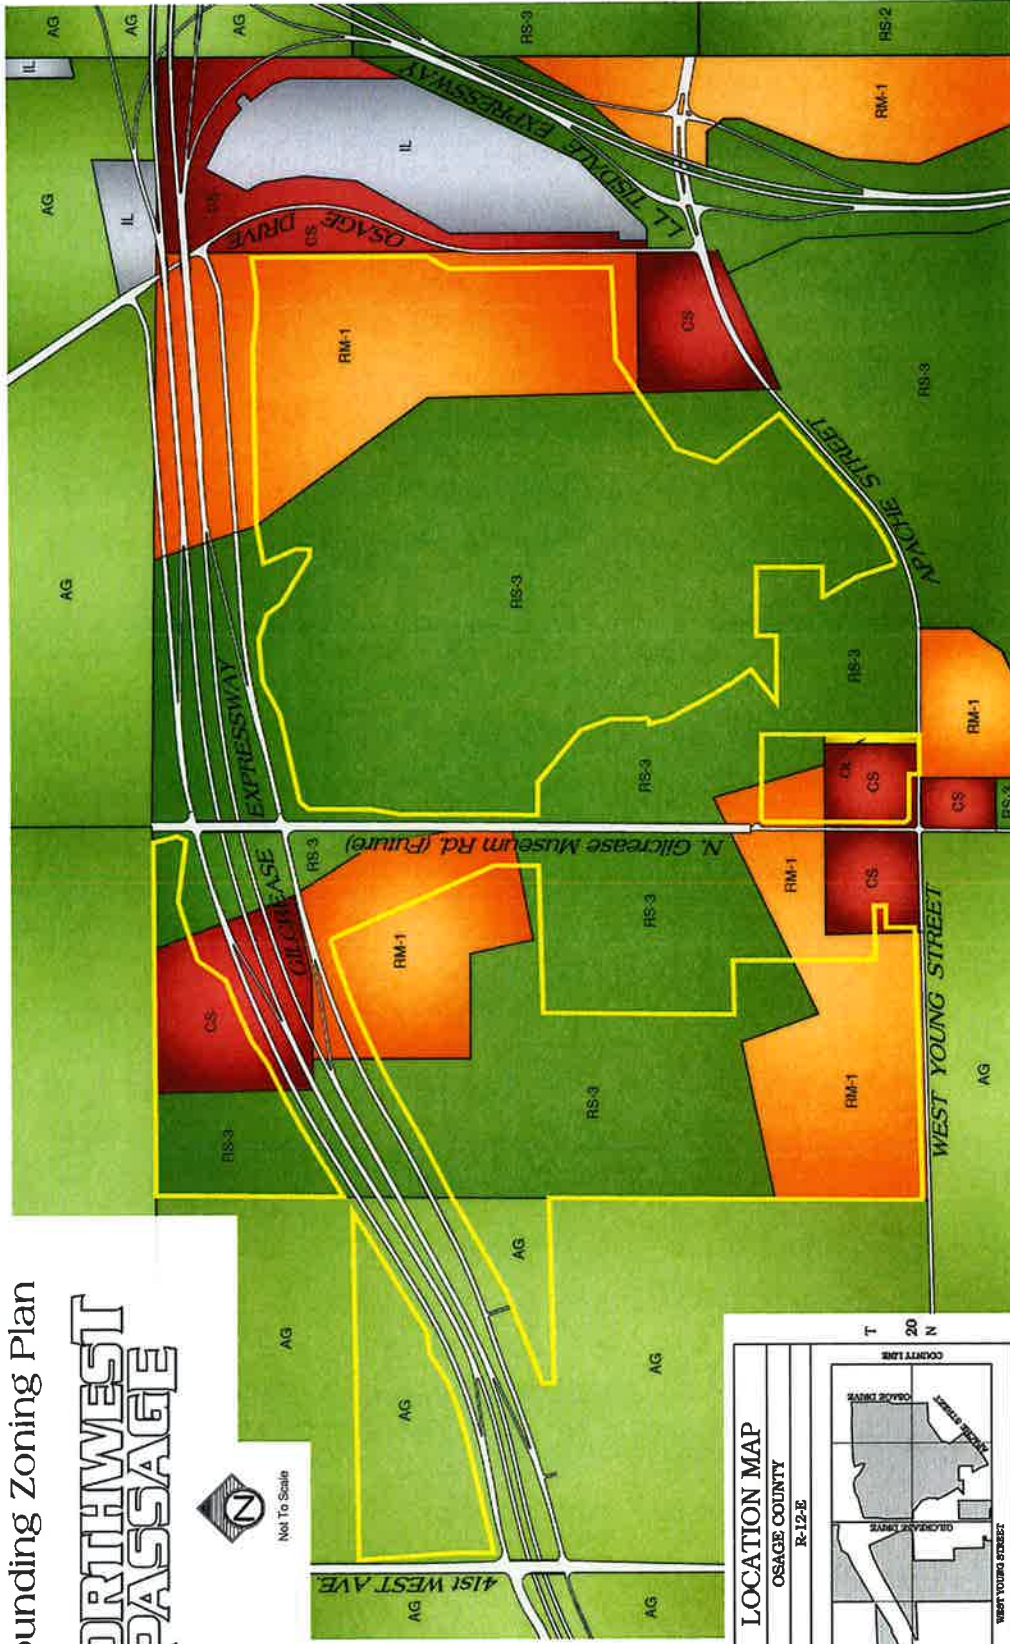 ounding Zoning Plan
ORTHWEST
PASSAGE
N
Not To Scale
AG
AG
AG
RS-3
RS-2
IL
AG
IL
IL
RM-1
LL TISDALE EXPRESSWAY
OSAGE DRIVE
CS
CS
AG
RM-1
CS
RS-3
RS-3
APACHE STREET
RS-3
RM-1
GILCREASE EXPRESSWAY
RS-3
OL
CS
CS
RS-3
N. Gilcrease Museum Rd. (Future)
RS-3
RM-1
CS
RS-3
RM-1
CS
RS-3
RS-3
RM-1
WEST YOUNG STREET
AG
AG
AG
AG
AG
41st WEST AVE.
AG
AG
LOCATION MAP
OSAGE COUNTY
R-12-E
OSAGE DRIVE
COUNTY LINE
APACHE STREET
GILCREASE DRIVE
WEST YOUNG STREET
T
20
N